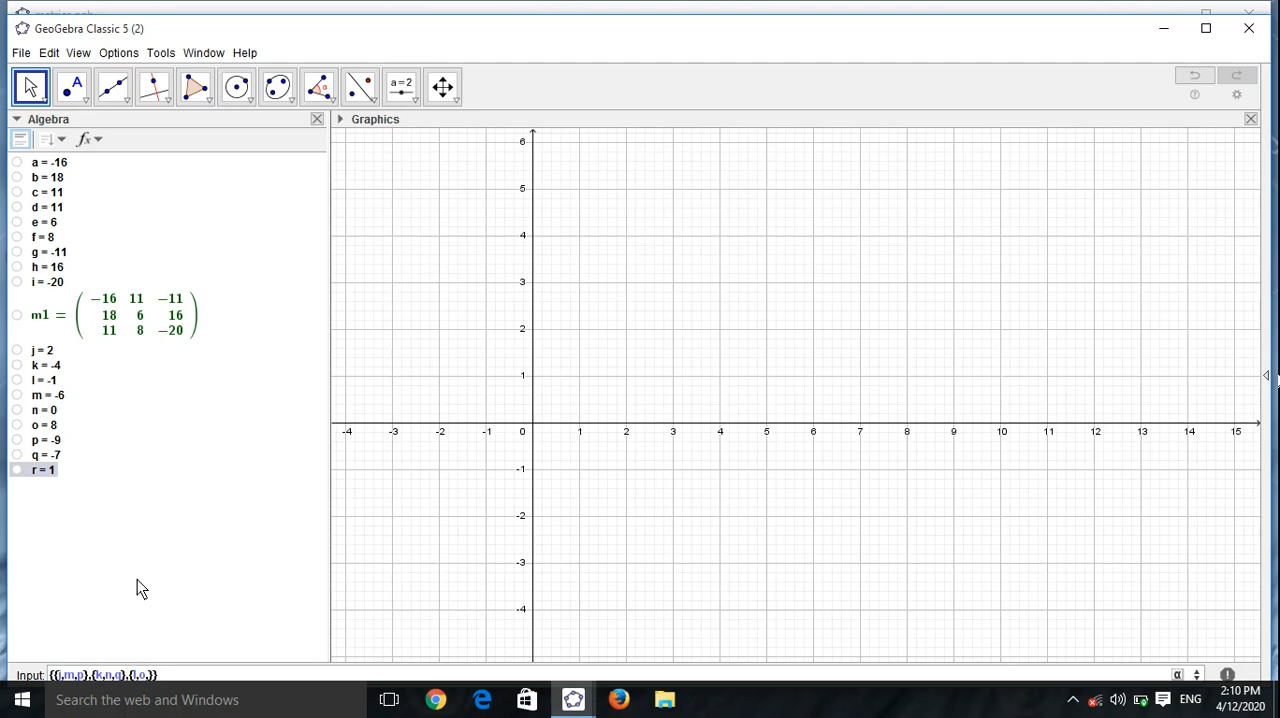 GeoGebra Classic 5 (2)
File Edit View Options Tools Window Help
A
α
a=2
Algebra
Graphics
fx
a = -16
b = 18
c = 11
d = 11
e = 6
f = 8
g = -11
h = 16
i = -20
−16 11 −11
m1 = 18 6 16
11 8 −20
j = 2
k = -4
l = -1
m = -6
n = 0
o = 8
p = -9
q = -7
r = 1
6
5
4
3
2
1
-4 -3 -2 -1 0 1 2 3 4 5 6 7 8 9 10 11 12 13 14 15
-1
-2
-3
-4
Input: {{j,m,p},{k,n,q},{l,o,}}
α
Search the web and Windows
ENG
2:10 PM
4/12/2020